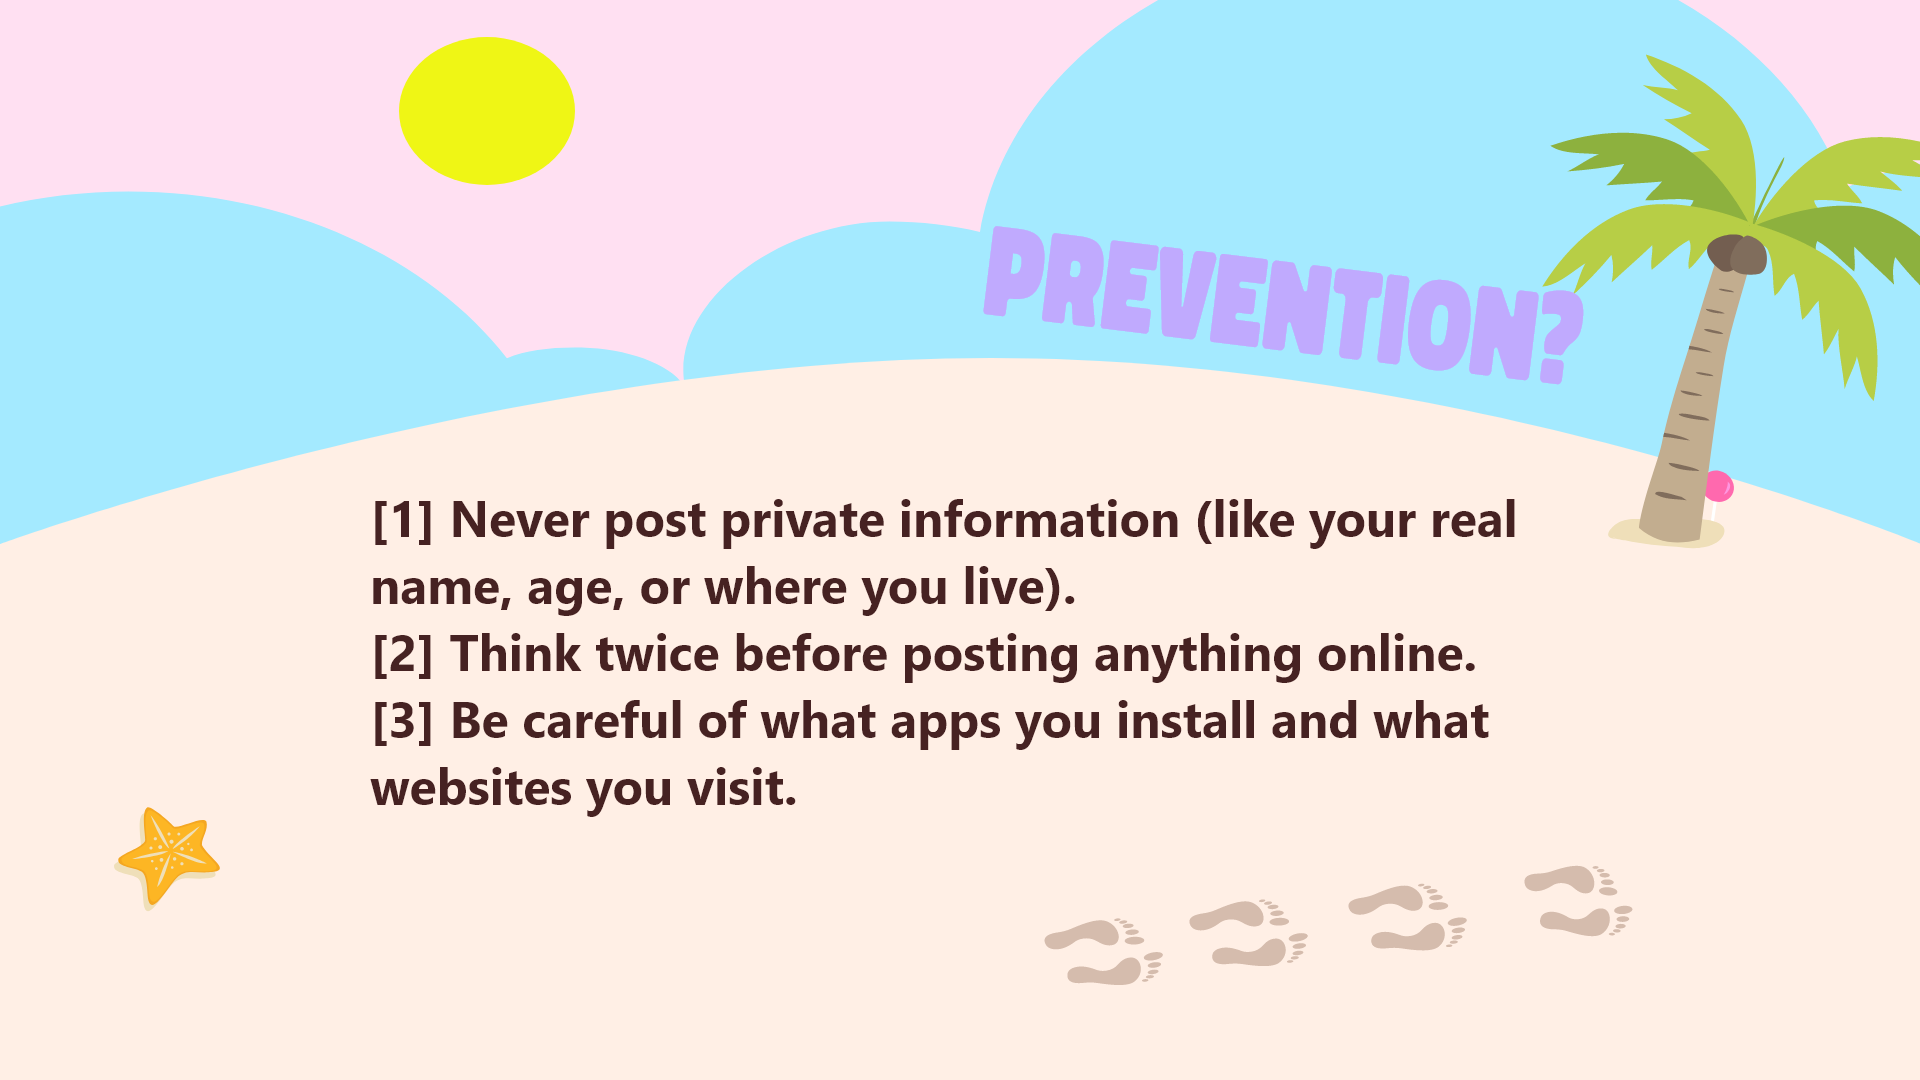 PREVENTION?
[1] Never post private information (like your real
name, age, or where you live).
[2] Think twice before posting anything online.
[3] Be careful of what apps you install and what
websites you visit.